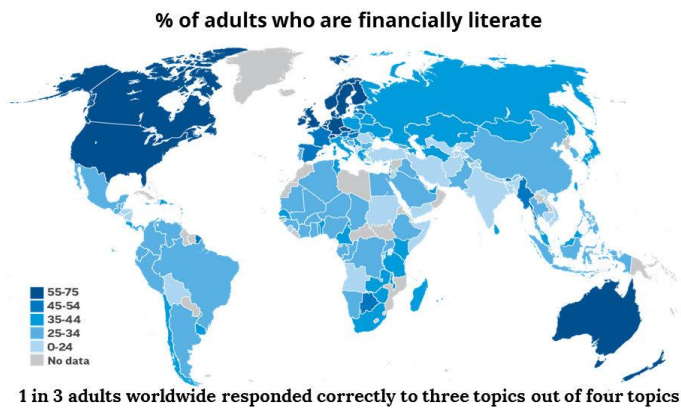 % of adults who are financially literate
55-75
45-54
35-44
25-34
0-24
No data
1 in 3 adults worldwide responded correctly to three topics out of four topics